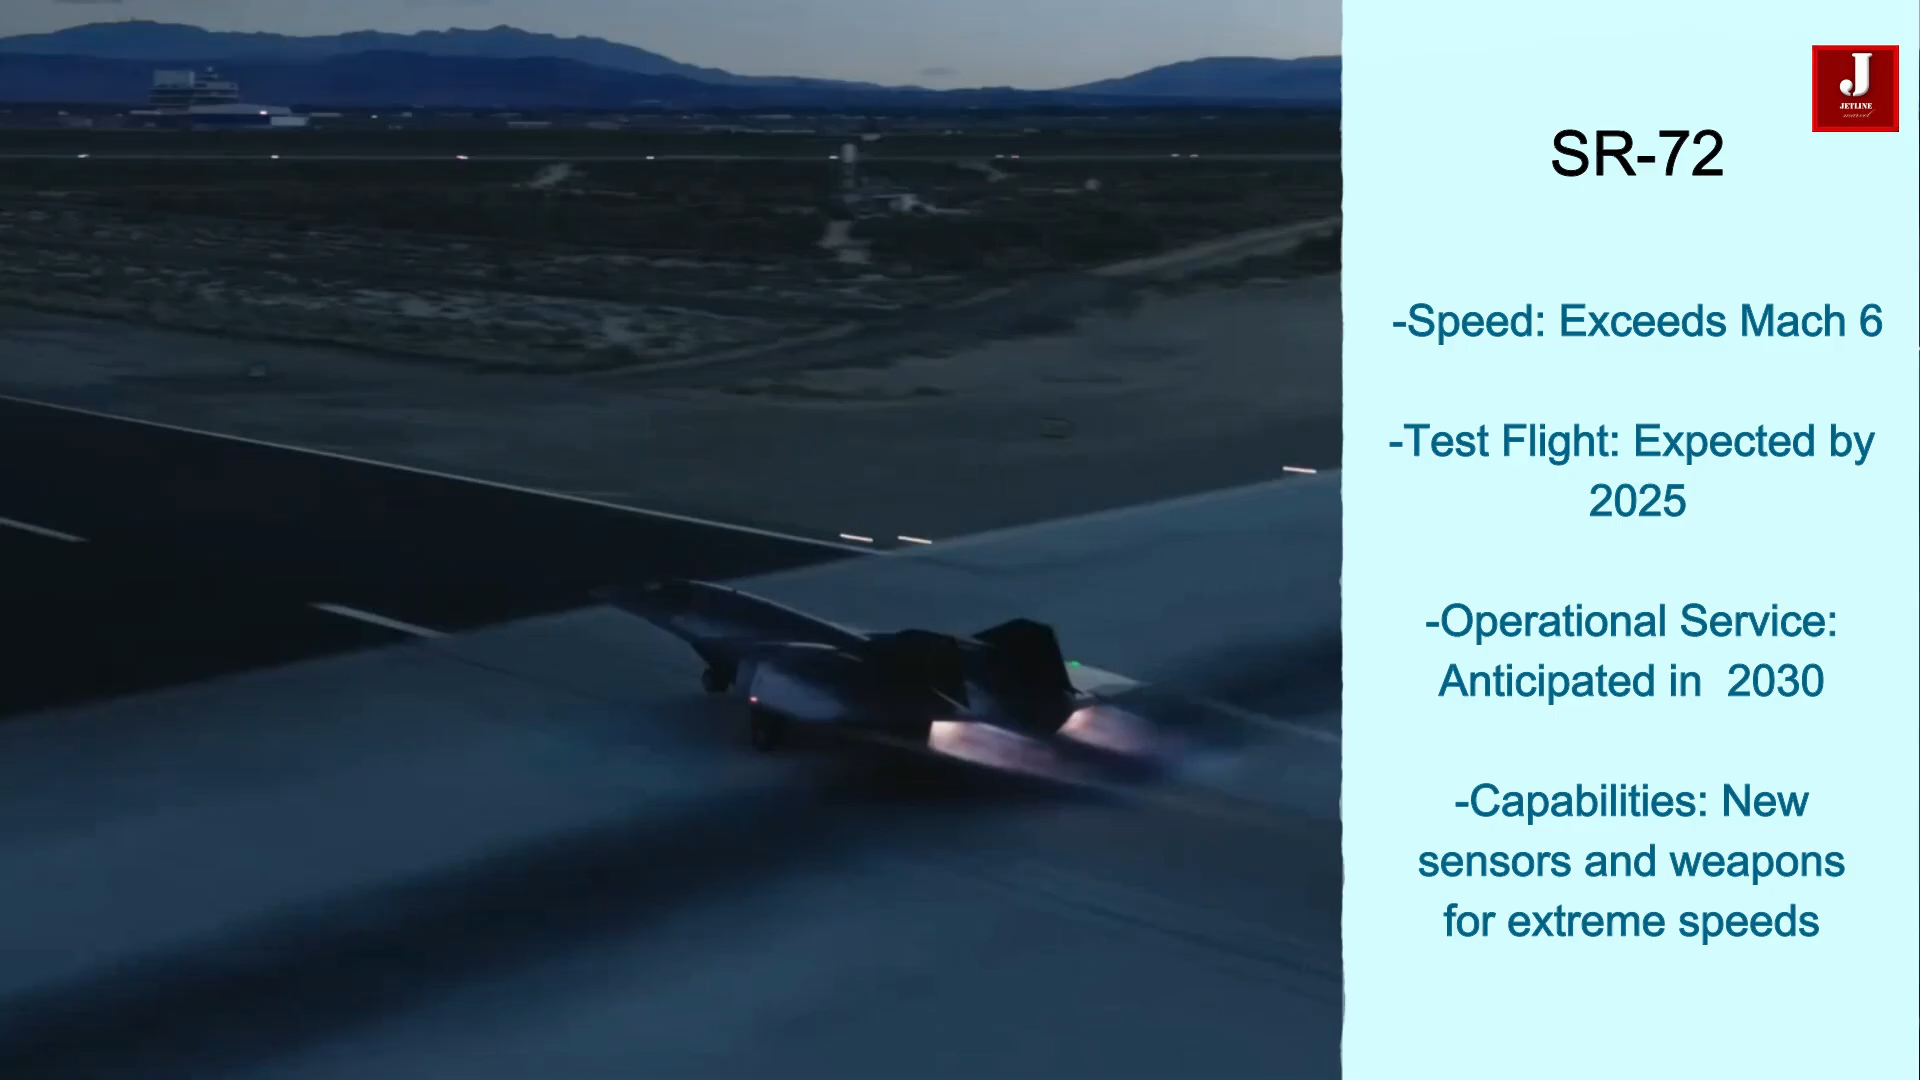 J
JETLINE
marvel
SR-72
-Speed: Exceeds Mach 6
-Test Flight: Expected by
2025
-Operational Service:
Anticipated in  2030
-Capabilities: New
sensors and weapons
for extreme speeds